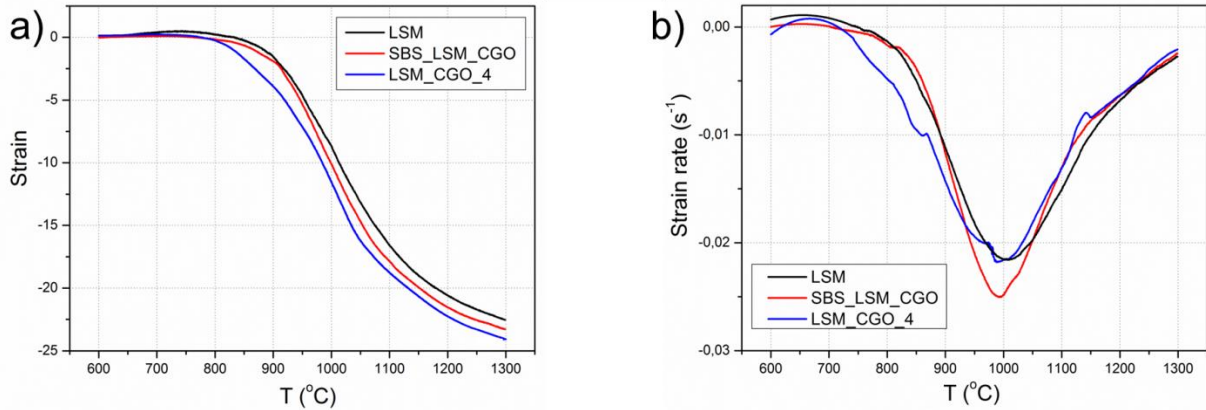 a)
LSM
SBS_LSM_CGO
LSM_CGO_4
0
-5
-10
-15
-20
-25
Strain
600 700 800 900 1000 1100 1200 1300
T (°C)
b)
0,00
-0,01
-0,02
-0,03
Strain rate (s⁻¹)
LSM
SBS_LSM_CGO
LSM_CGO_4
600 700 800 900 1000 1100 1200 1300
T (°C)